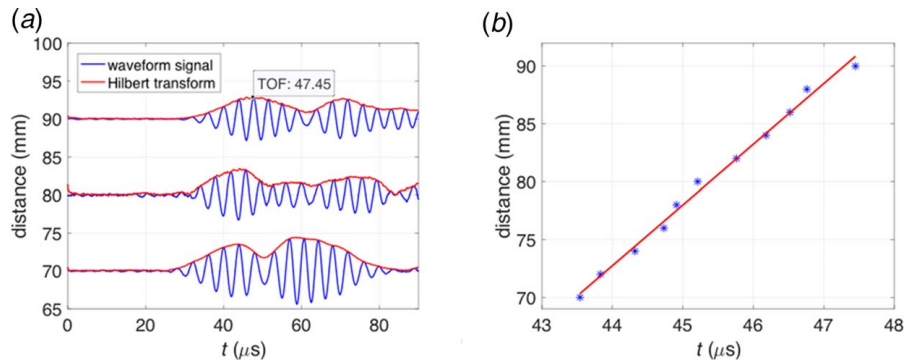 (a)
100
95
90
85
80
75
70
65
distance (mm)
waveform signal
Hilbert transform
TOF: 47.45
0 20 40 60 80
t (μs)
(b)
90
85
80
75
70
distance (mm)
43 44 45 46 47 48
t (μs)